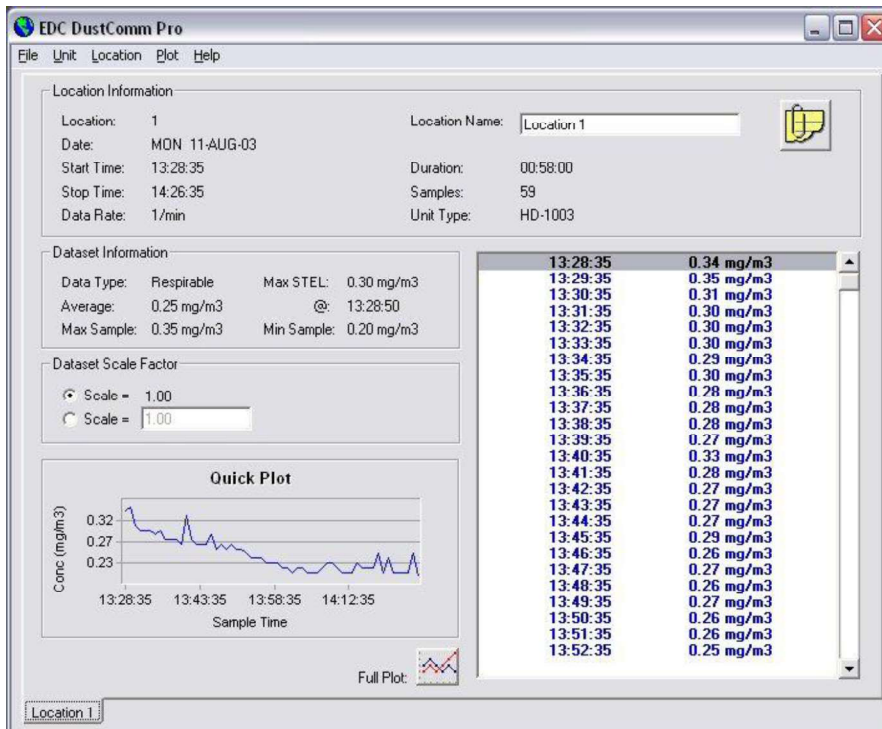 EDC DustComm Pro
File Unit Location Plot Help
Location Information
Location: 1
Location Name: Location 1
Date: MON 11-AUG-03
Start Time: 13:28:35
Duration: 00:58:00
Stop Time: 14:26:35
Samples: 59
Data Rate: 1/min
Unit Type: HD-1003
Dataset Information
Data Type: Respirable Max STEL: 0.30 mg/m3
Average: 0.25 mg/m3 @: 13:28:50
Max Sample: 0.35 mg/m3 Min Sample: 0.20 mg/m3
Dataset Scale Factor
Scale = 1.00
Scale = 1.00
Quick Plot
Conc (mg/m3)
0.32
0.27
0.23
13:28:35 13:43:35 13:58:35 14:12:35
Sample Time
Full Plot:
13:28:35 0.34 mg/m3
13:29:35 0.35 mg/m3
13:30:35 0.31 mg/m3
13:31:35 0.30 mg/m3
13:32:35 0.30 mg/m3
13:33:35 0.30 mg/m3
13:34:35 0.29 mg/m3
13:35:35 0.30 mg/m3
13:36:35 0.28 mg/m3
13:37:35 0.28 mg/m3
13:38:35 0.28 mg/m3
13:39:35 0.27 mg/m3
13:40:35 0.33 mg/m3
13:41:35 0.28 mg/m3
13:42:35 0.27 mg/m3
13:43:35 0.27 mg/m3
13:44:35 0.27 mg/m3
13:45:35 0.29 mg/m3
13:46:35 0.26 mg/m3
13:47:35 0.27 mg/m3
13:48:35 0.26 mg/m3
13:49:35 0.27 mg/m3
13:50:35 0.26 mg/m3
13:51:35 0.26 mg/m3
13:52:35 0.25 mg/m3
Location 1